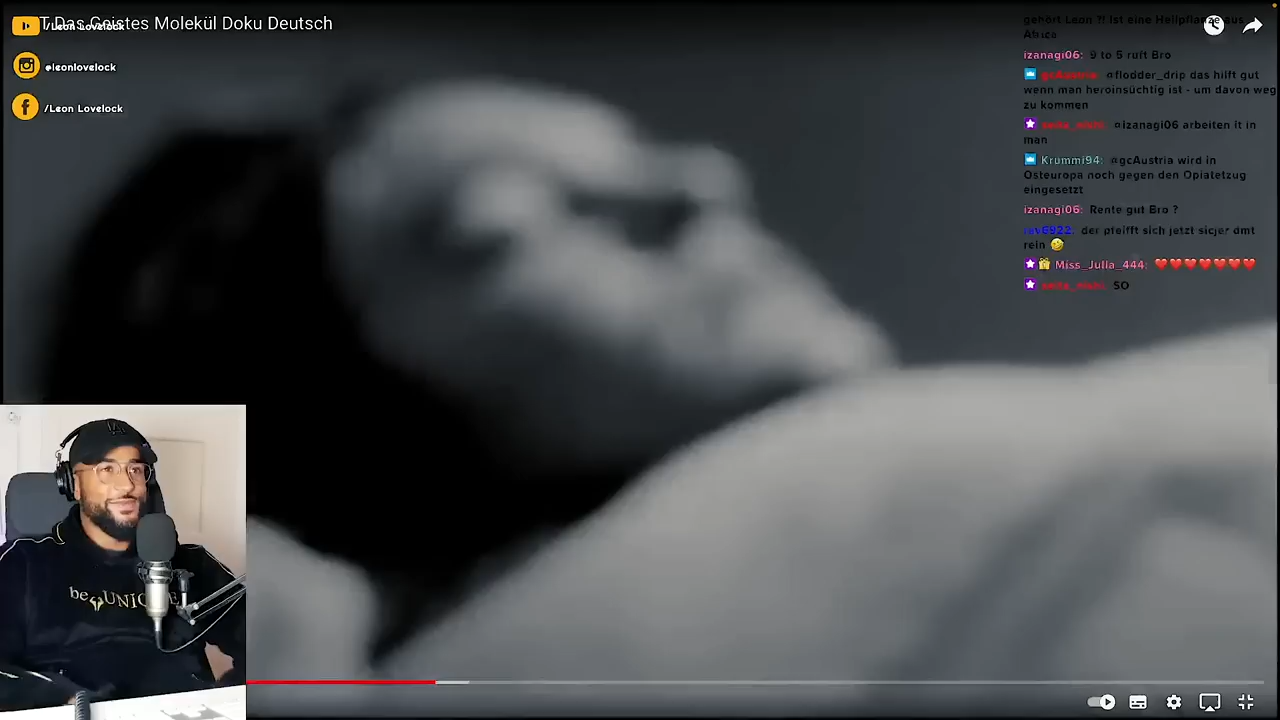 T Das Geistes Molekül Doku Deutsch
/Leon Lovelock
@leonlovelock
/Leon Lovelock
gehört Leon ?! Ist eine Heilpflanze aus
Africa
izanagi06: 9 to 5 ruft Bro
gcAustria: @flodder_drip das hilft gut
wenn man heroinsüchtig ist - um davon weg
zu kommen
@izanagi06 arbeiten it in
man
Krummi94: @gcAustria wird in
Osteuropa noch gegen den Opiatetzug
eingesetzt
izanagi06: Rente gut Bro ?
der pfeifft sich jetzt sicjer dmt
rein 🤣
Miss_Julia_444: ❤️❤️❤️❤️❤️❤️❤️
SO
be UNIQUE